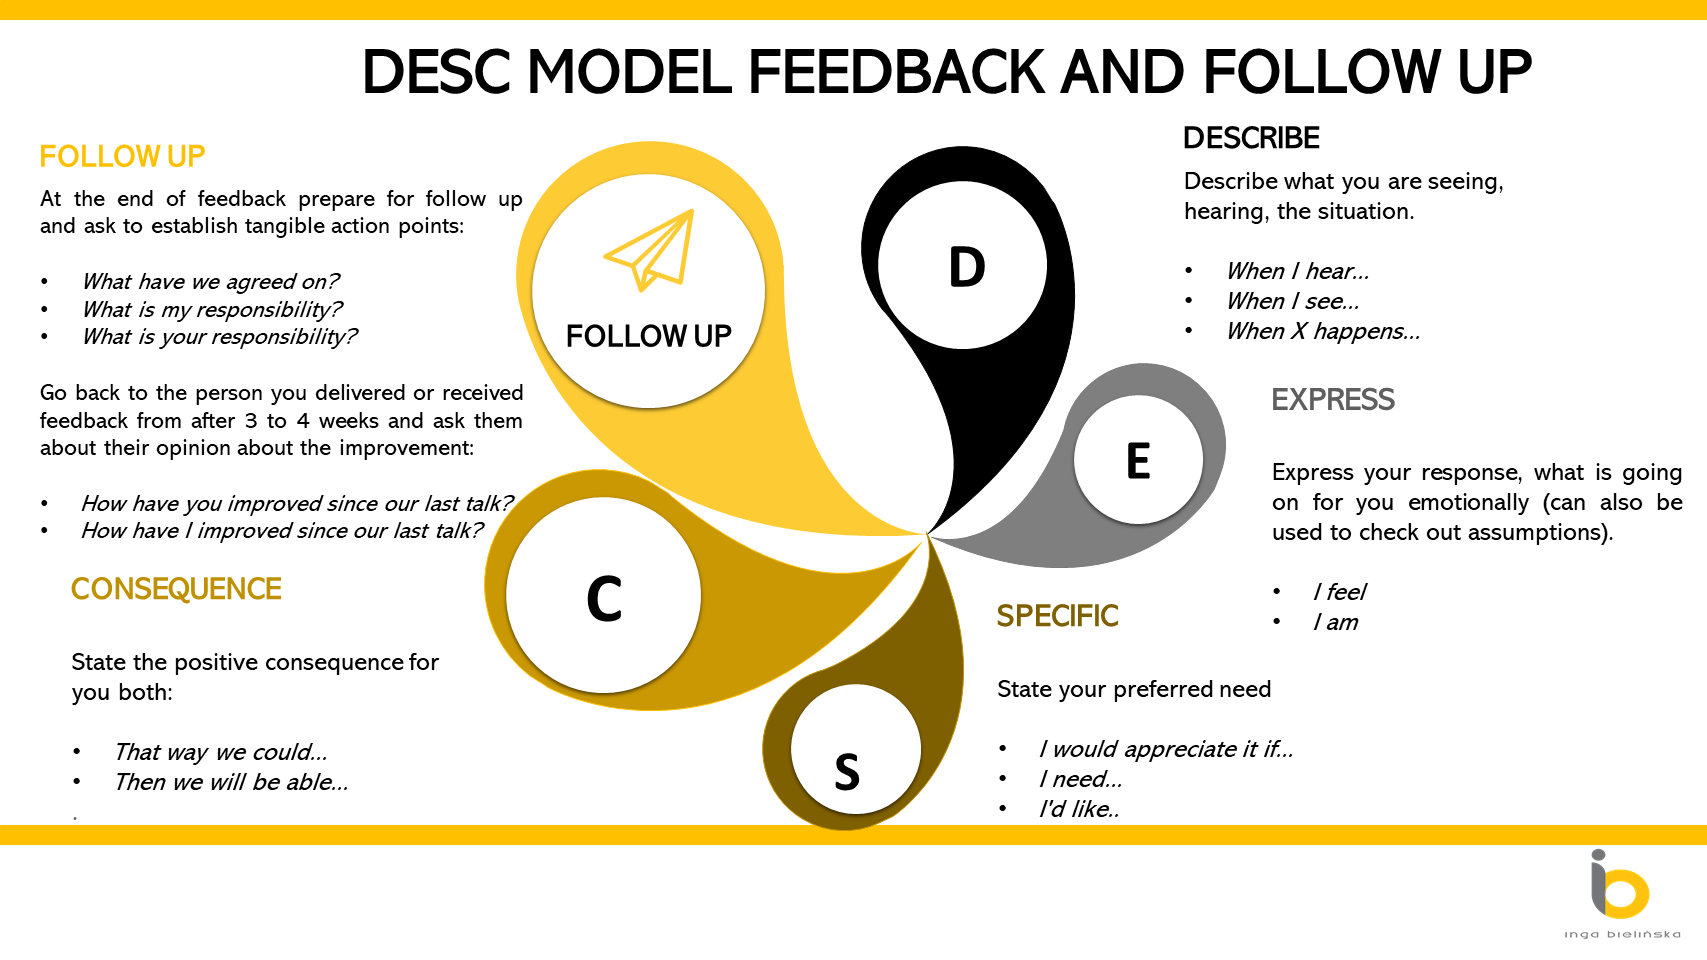 DESC MODEL FEEDBACK AND FOLLOW UP
FOLLOW UP
At the end of feedback prepare for follow up
and ask to establish tangible action points:
• What have we agreed on?
• What is my responsibility?
• What is your responsibility?
Go back to the person you delivered or received
feedback from after 3 to 4 weeks and ask them
about their opinion about the improvement:
• How have you improved since our last talk?
• How have I improved since our last talk?
FOLLOW UP
D
DESCRIBE
Describe what you are seeing,
hearing, the situation.
• When I hear...
• When I see...
• When X happens...
E
EXPRESS
Express your response, what is going
on for you emotionally (can also be
used to check out assumptions).
• I feel
• I am
C
CONSEQUENCE
State the positive consequence for
you both:
• That way we could...
• Then we will be able...
.
S
SPECIFIC
State your preferred need
• I would appreciate it if...
• I need...
• I'd like..
ib
inga bielińska